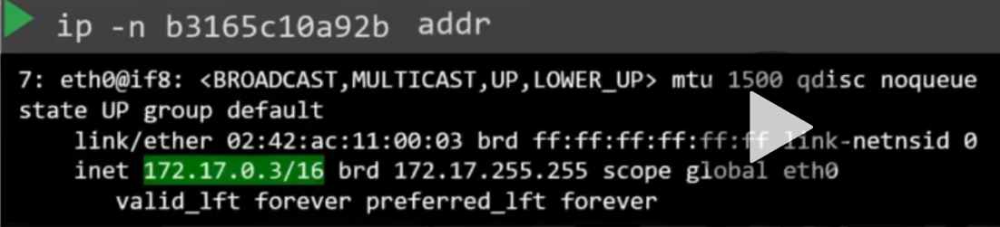 ip -n b3165c10a92b addr
7: eth0@if8: <BROADCAST,MULTICAST,UP,LOWER_UP> mtu 1500 qdisc noqueue
state UP group default
link/ether 02:42:ac:11:00:03 brd ff:ff:ff:ff:ff:ff link-netnsid 0
inet 172.17.0.3/16 brd 172.17.255.255 scope global eth0
valid_lft forever preferred_lft forever